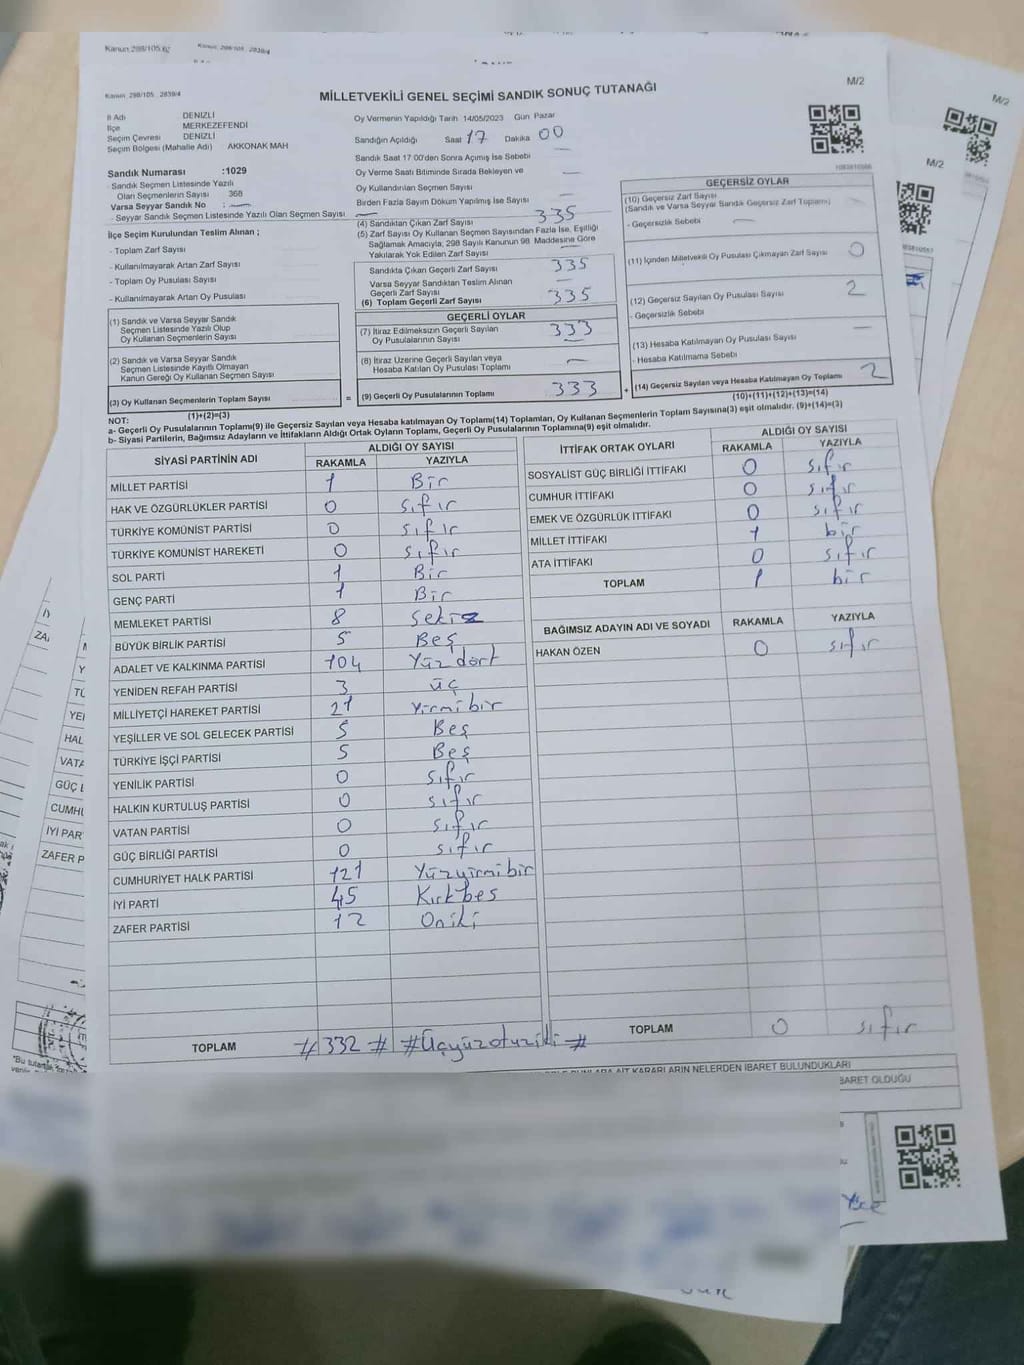 Kanun:298/105.62
Kanun: 298/105 , 2839/4
Kanun: 298/105 , 2839/4
M/2
MİLLETVEKİLİ GENEL SEÇİMİ SANDIK SONUÇ TUTANAĞI
İl Adı DENİZLİ
İlçe MERKEZEFENDİ
Seçim Çevresi DENİZLİ
Seçim Bölgesi (Mahalle Adı) AKKONAK MAH
Sandık Numarası :1029
- Sandık Seçmen Listesinde Yazılı
Olan Seçmenlerin Sayısı 368
Varsa Seyyar Sandık No : —
- Seyyar Sandık Seçmen Listesinde Yazılı Olan Seçmen Sayısı —
Oy Vermenin Yapıldığı Tarih 14/05/2023 Gün Pazar
Sandığın Açıldığı Saat 17 Dakika 00
Sandık Saat 17 00'den Sonra Açımış İse Sebebi —
Oy Verme Saati Bitiminde Sırada Bekleyen ve
Oy Kullandırılan Seçmen Sayısı —
Birden Fazla Sayım Döküm Yapılmış İse Sayısı —
(4) Sandıktan Çıkan Zarf Sayısı 335
(5) Zarf Sayısı Oy Kullanan Seçmen Sayısından Fazla İse, Eşitliği
Sağlamak Amacıyla, 298 Sayılı Kanunun 98. Maddesine Göre
Yakılarak Yok Edilen Zarf Sayısı —
İlçe Seçim Kurulundan Teslim Alınan ;
- Toplam Zarf Sayısı
- Kullanılmayarak Artan Zarf Sayısı
- Toplam Oy Pusulası Sayısı
- Kullanılmayarak Artan Oy Pusulası
Sandıkta Çıkan Geçerli Zarf Sayısı 335
Varsa Seyyar Sandıktan Teslim Alınan
Geçerli Zarf Sayısı —
(6) Toplam Geçerli Zarf Sayısı 335
(1) Sandık ve Varsa Seyyar Sandık
Seçmen Listesinde Yazılı Olup
Oy Kullanan Seçmenlerin Sayısı
(2) Sandık ve Varsa Seyyar Sandık
Seçmen Listesinde Kayıtlı Olmayan
Kanun Gereği Oy Kullanan Seçmen Sayısı
(3) Oy Kullanan Seçmenlerin Toplam Sayısı =
(1)+(2)=(3)
GEÇERLİ OYLAR
(7) İtiraz Edilmeksizin Geçerli Sayılan
Oy Pusulalarının Sayısı 333
(8) İtiraz Üzerine Geçerli Sayılan veya
Hesaba Katılan Oy Pusulası Toplamı —
(9) Geçerli Oy Pusulalarının Toplamı 333 +
GEÇERSİZ OYLAR
(10) Geçersiz Zarf Sayısı
(Sandık ve Varsa Seyyar Sandık Geçersiz Zarf Toplamı) —
- Geçersizlik Sebebi —
(11) İçinden Milletvekili Oy Pusulası Çıkmayan Zarf Sayısı 0
(12) Geçersiz Sayılan Oy Pusulası Sayısı 2
- Geçersizlik Sebebi
(13) Hesaba Katılmayan Oy Pusulası Sayısı —
- Hesaba Katılmama Sebebi
(14) Geçersiz Sayılan veya Hesaba Katılmayan Oy Toplamı 2
(10)+(11)+(12)+(13)=(14)
NOT:
a- Geçerli Oy Pusulalarının Toplamı(9) ile Geçersiz Sayılan veya Hesaba katılmayan Oy Toplamı(14) Toplamları, Oy Kullanan Seçmenlerin Toplam Sayısına(3) eşit olmalıdır. (9)+(14)=(3)
b- Siyasi Partilerin, Bağımsız Adayların ve İttifakların Aldığı Ortak Oyların Toplamı, Geçerli Oy Pusulalarının Toplamına(9) eşit olmalıdır.
SİYASİ PARTİNİN ADI ALDIĞI OY SAYISI
RAKAMLA YAZIYLA
MİLLET PARTİSİ 1 Bir
HAK VE ÖZGÜRLÜKLER PARTİSİ 0 sıfır
TÜRKİYE KOMÜNİST PARTİSİ 0 sıfır
TÜRKİYE KOMÜNİST HAREKETİ 0 sıfır
SOL PARTİ 1 Bir
GENÇ PARTİ 1 Bir
MEMLEKET PARTİSİ 8 Sekiz
BÜYÜK BİRLİK PARTİSİ 5 Beş
ADALET VE KALKINMA PARTİSİ 104 Yüz dört
YENİDEN REFAH PARTİSİ 3 üç
MİLLİYETÇİ HAREKET PARTİSİ 21 Yirmi bir
YEŞİLLER VE SOL GELECEK PARTİSİ 5 Beş
TÜRKİYE İŞÇİ PARTİSİ 5 Beş
YENİLİK PARTİSİ 0 sıfır
HALKIN KURTULUŞ PARTİSİ 0 sıfır
VATAN PARTİSİ 0 sıfır
GÜÇ BİRLİĞİ PARTİSİ 0 sıfır
CUMHURİYET HALK PARTİSİ 121 Yüzyirmi bir
İYİ PARTİ 45 Kırkbeş
ZAFER PARTİSİ 12 Oniki
TOPLAM #332# #Üçyüzotuziki#
İTTİFAK ORTAK OYLARI ALDIĞI OY SAYISI
RAKAMLA YAZIYLA
SOSYALİST GÜÇ BİRLİĞİ İTTİFAKI 0 sıfır
CUMHUR İTTİFAKI 0 sıfır
EMEK VE ÖZGÜRLÜK İTTİFAKI 0 sıfır
MİLLET İTTİFAKI 1 bir
ATA İTTİFAKI 0 sıfır
TOPLAM 1 bir
BAĞIMSIZ ADAYIN ADI VE SOYADI RAKAMLA YAZIYLA
HAKAN ÖZEN 0 sıfır
TOPLAM 0 sıfır
KARARLARIN NELERDEN İBARET BULUNDUKLARI
İBARET OLDUĞU
M/2
M/2
ZA
YE
HAL
VATA
GÜÇ
CUMHU
İYİ PAR
ZAFER P